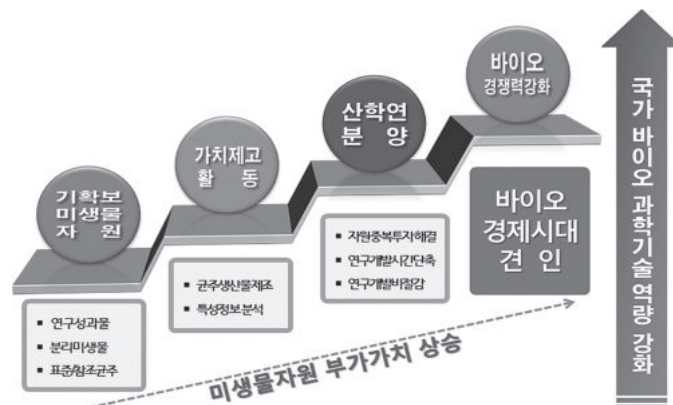 기확보
미생물
자 원
■ 연구성과물
■ 분리미생물
■ 표준/참조균주
가치제고
활 동
■ 균주생산물제조
■ 특성정보 분석
산학연
분 양
■ 자원중복투자해결
■ 연구개발시간단축
■ 연구개발비절감
바이오
경쟁력강화
바이오
경제시대
견 인
미생물자원 부가가치 상승
국가 바이오 과학기술 역량 강화